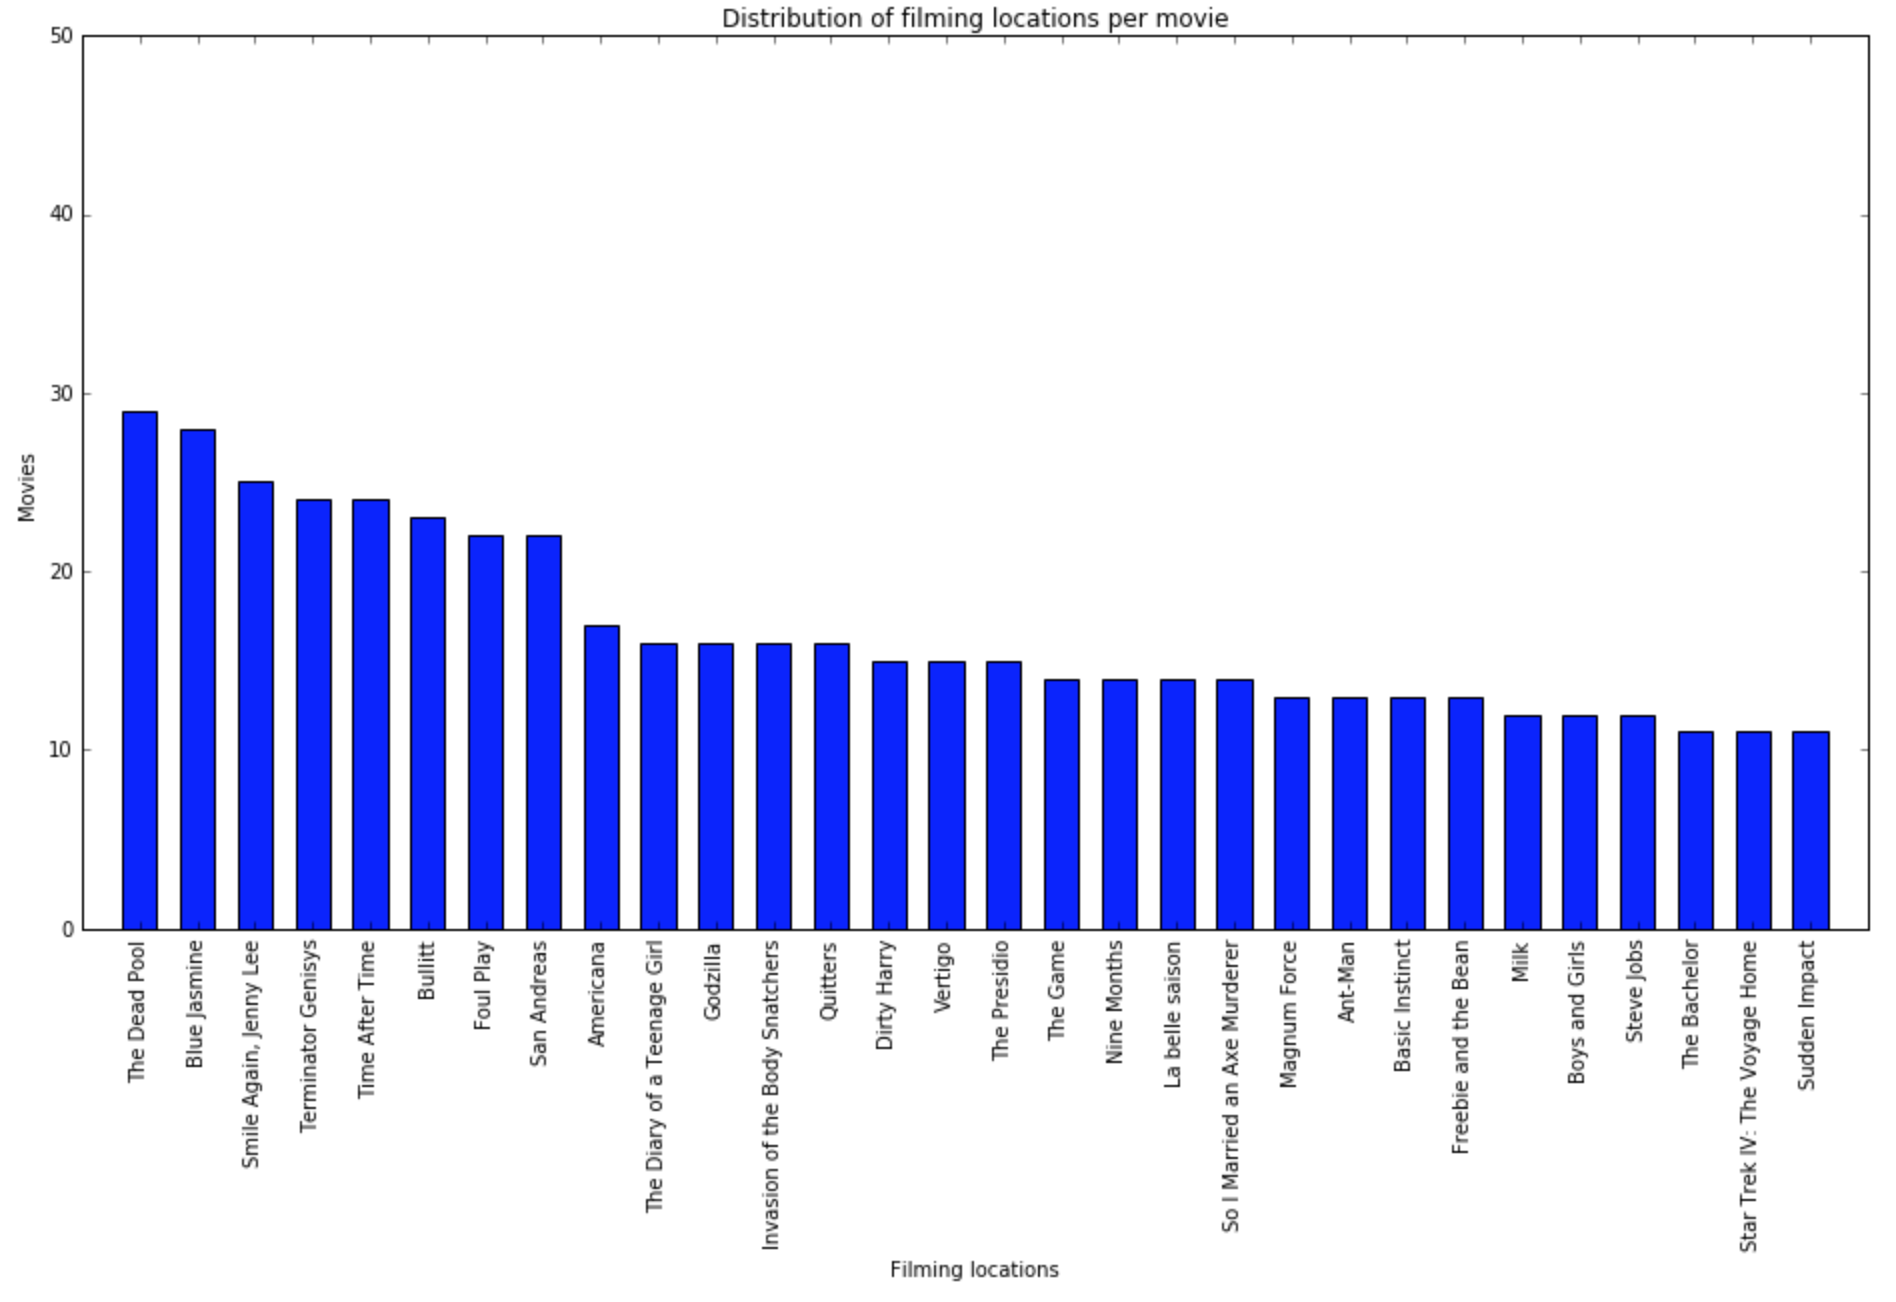 Distribution of filming locations per movie
50
40
30
20
10
0
Movies
The Dead Pool
Blue Jasmine
Smile Again, Jenny Lee
Terminator Genisys
Time After Time
Bullitt
Foul Play
San Andreas
Americana
The Diary of a Teenage Girl
Godzilla
Invasion of the Body Snatchers
Quitters
Dirty Harry
Vertigo
The Presidio
The Game
Nine Months
La belle saison
So I Married an Axe Murderer
Magnum Force
Ant-Man
Basic Instinct
Freebie and the Bean
Milk
Boys and Girls
Steve Jobs
The Bachelor
Star Trek IV: The Voyage Home
Sudden Impact
Filming locations